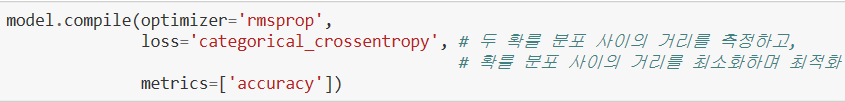 model.compile(optimizer='rmsprop',
loss='categorical_crossentropy', # 두 확률 분포 사이의 거리를 측정하고,
# 확률 분포 사이의 거리를 최소화하며 최적화
metrics=['accuracy'])